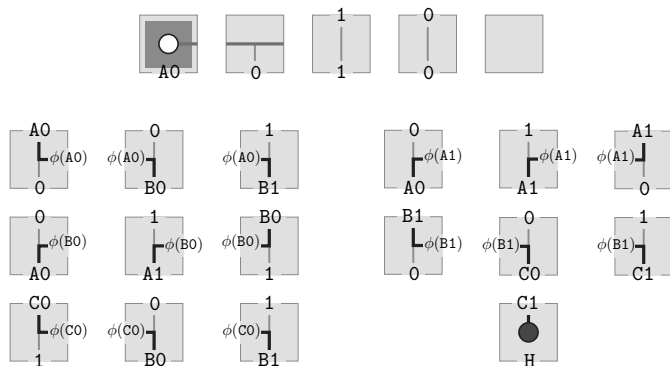 1 0
A0 0 1 0
A0 0 1 0 1 A1
φ(A0) φ(A0) φ(A0) φ(A1) φ(A1) φ(A1)
0 B0 B1 A0 A1 0
0 1 B0 B1 0 1
φ(B0) φ(B0) φ(B0) φ(B1) φ(B1) φ(B1)
A0 A1 1 0 C0 C1
C0 0 1 C1
φ(C0) φ(C0) φ(C0)
1 B0 B1 H